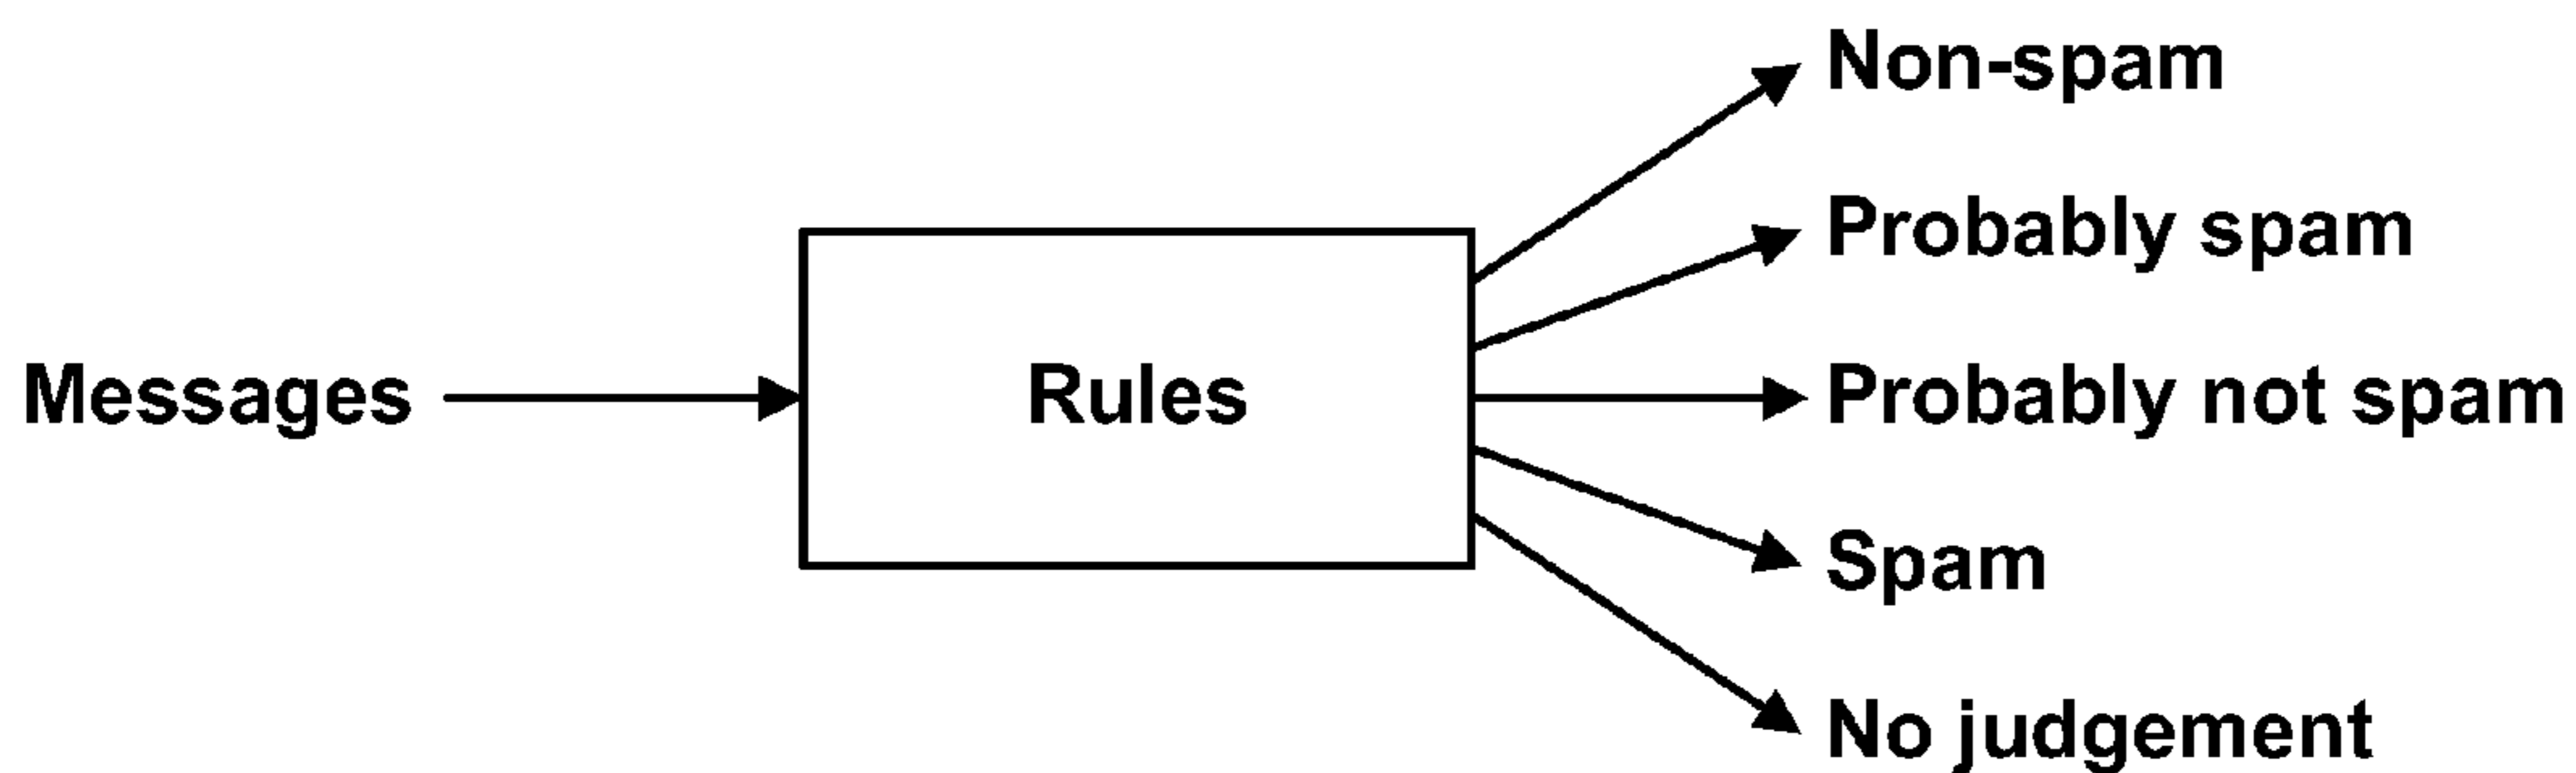 Messages
Rules
Non-spam
Probably spam
Probably not spam
Spam
No judgement